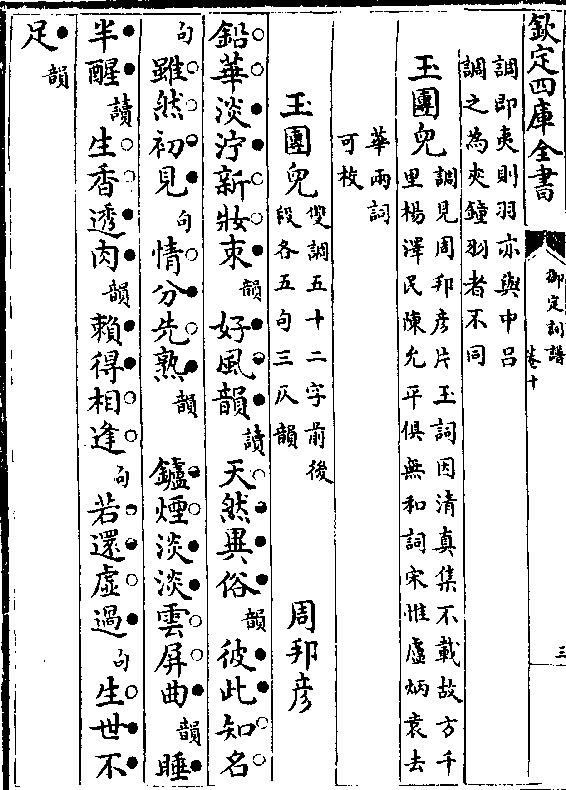 欽定四庫全書
御定詞譜
卷十
三
調即夷則羽亦與中呂
調之為夾鐘羽者不同
玉團兒
調見周邦彦片玉詞因清真集不載故方千
里楊澤民陳允平俱無和詞宋惟盧炳袁去
華兩詞
可校
玉團兒
雙調五十二字前後
段各五句三仄韻
周邦彦
鉛華淡泞新妝束韻好風韻讀天然異俗韻彼此知名
句雖然初見句情分先熟韻鑪煙淡淡雲屏曲韻睡
半醒讀生香透肉韻賴得相逢句若還虛過句生世不
足韻